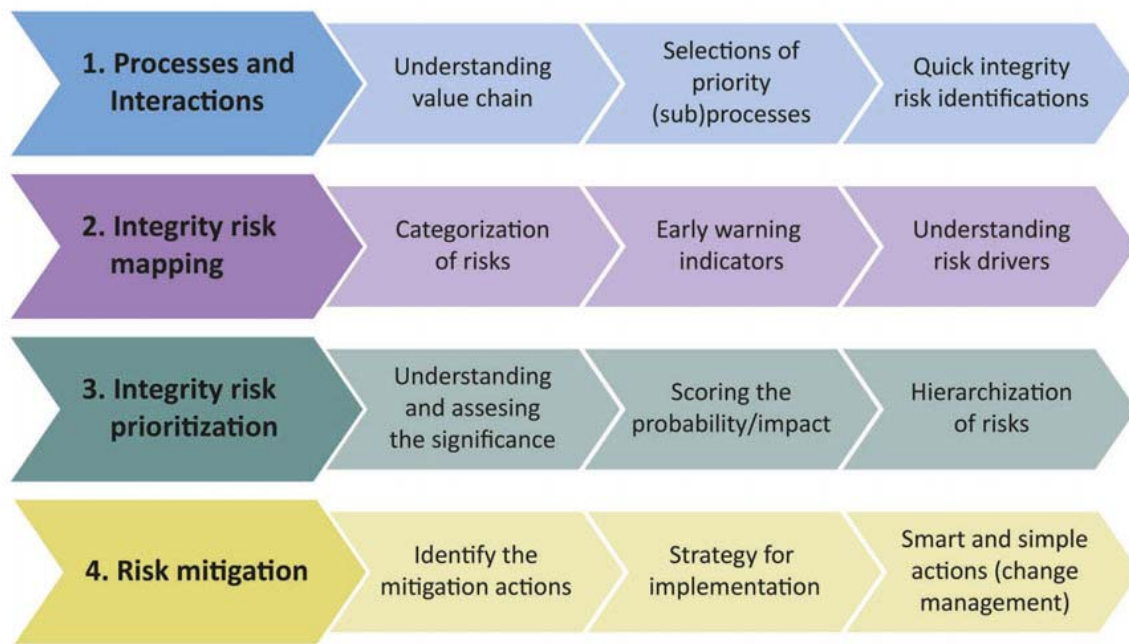 1. Processes and
Interactions
Understanding
value chain
Selections of
priority
(sub)processes
Quick integrity
risk identifications
2. Integrity risk
mapping
Categorization
of risks
Early warning
indicators
Understanding
risk drivers
3. Integrity risk
prioritization
Understanding
and assesing
the significance
Scoring the
probability/impact
Hierarchization
of risks
4. Risk mitigation
Identify the
mitigation actions
Strategy for
implementation
Smart and simple
actions (change
management)